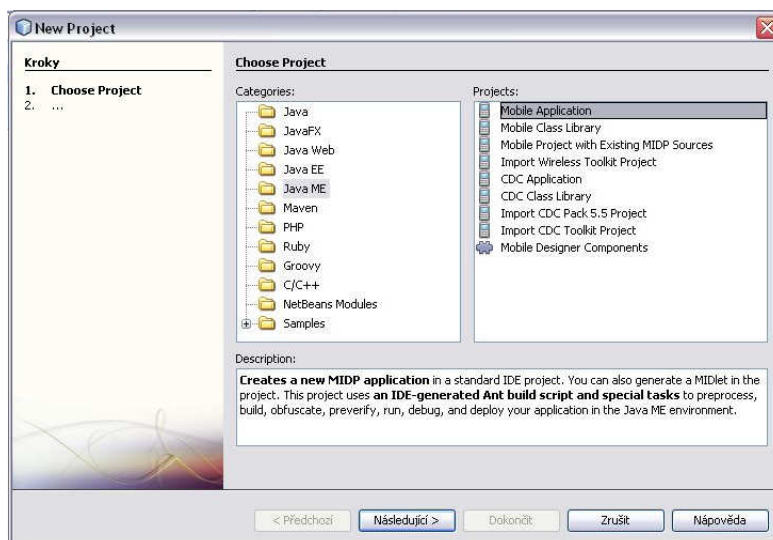 New Project
Kroky
1. Choose Project
2. ...
Choose Project
Categories:
Java
JavaFX
Java Web
Java EE
Java ME
Maven
PHP
Ruby
Groovy
C/C++
NetBeans Modules
Samples
Projects:
Mobile Application
Mobile Class Library
Mobile Project with Existing MIDP Sources
Import Wireless Toolkit Project
CDC Application
CDC Class Library
Import CDC Pack 5.5 Project
Import CDC Toolkit Project
Mobile Designer Components
Description:
Creates a new MIDP application in a standard IDE project. You can also generate a MIDlet in the
project. This project uses an IDE-generated Ant build script and special tasks to preprocess,
build, obfuscate, preverify, run, debug, and deploy your application in the Java ME environment.
< Předchozí Následující > Dokončit Zrušit Nápověda